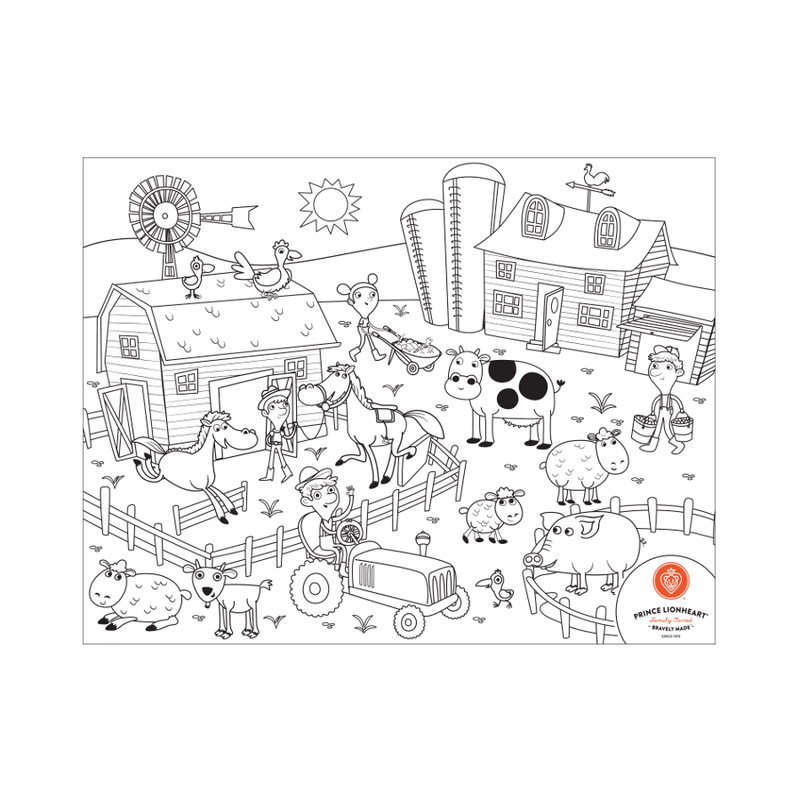 PRINCE LIONHEART®
Family Owned
~ BRAVELY MADE ~
SINCE 1973